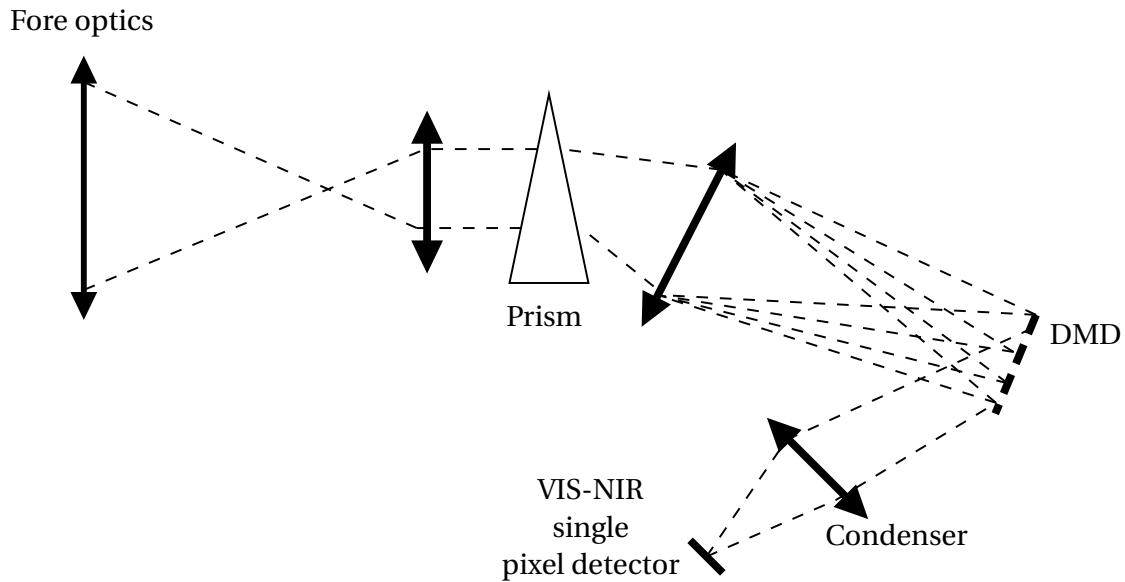 Fore optics
Prism
DMD
VIS-NIR
single
pixel detector
Condenser